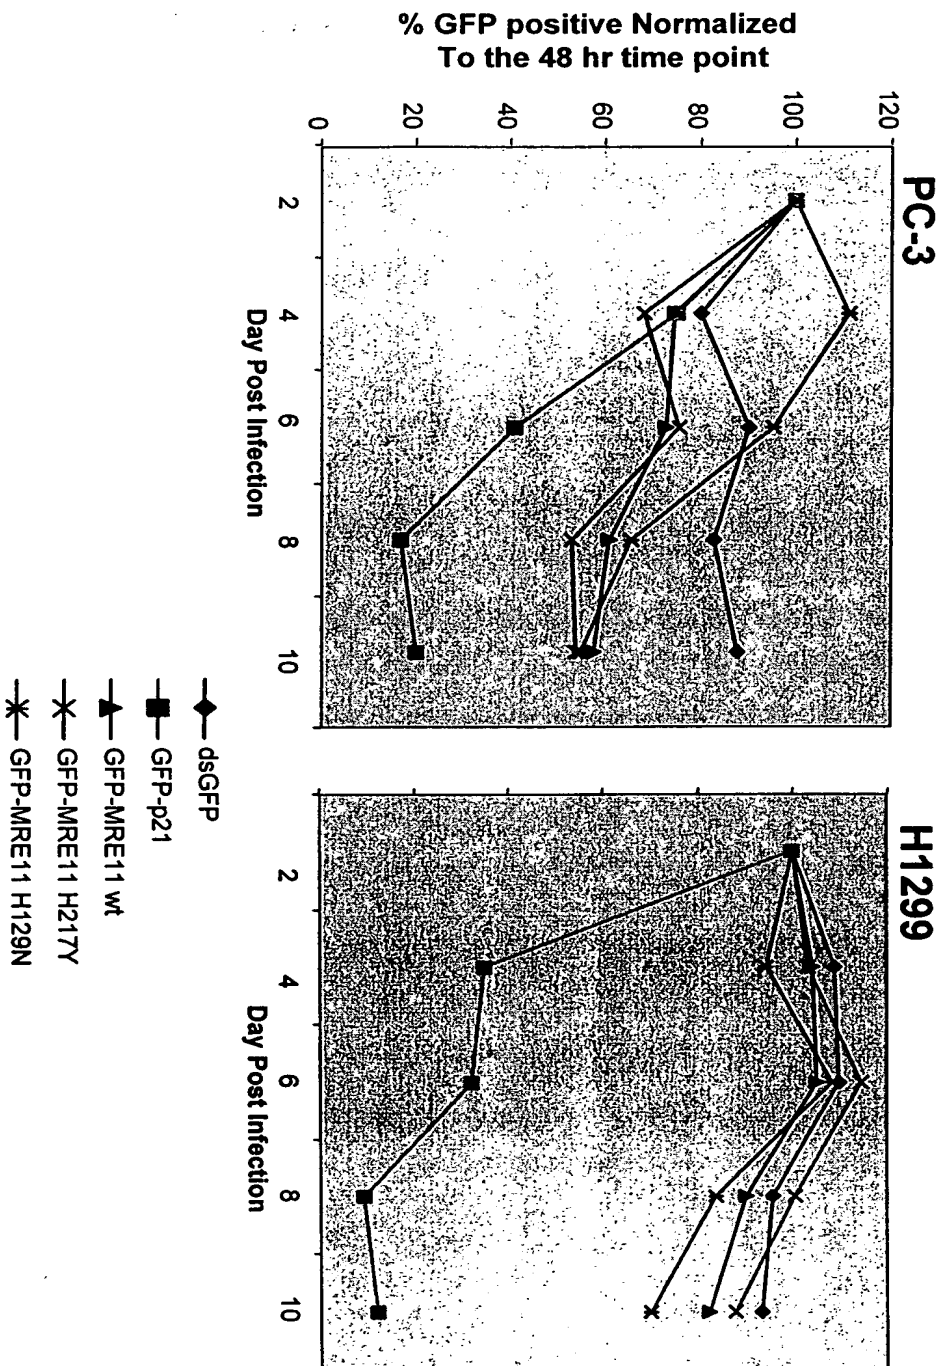 PC-3
% GFP positive Normalized
To the 48 hr time point
120
100
80
60
40
20
0
2
4
6
8
10
Day Post Infection
H1299
2
4
6
8
10
Day Post Infection
dsGFP
GFP-p21
GFP-MRE11 wt
GFP-MRE11 H217Y
GFP-MRE11 H129N